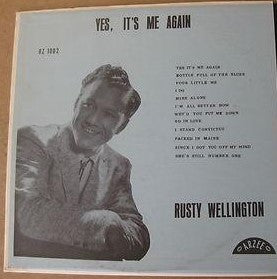 YES, IT'S ME AGAIN
RZ 1002
YES IT'S ME AGAIN
BOTTLE FULL OF THE BLUES
POOR LITTLE ME
I DO
MINE ALONE
I'M ALL BETTER NOW
WHY'D YOU PUT ME DOWN
SO IN LOVE
I STAND CONVICTED
PACKED IN MAINE
SINCE I GOT YOU OFF MY MIND
SHE'S STILL NUMBER ONE
RUSTY WELLINGTON
ARZEE